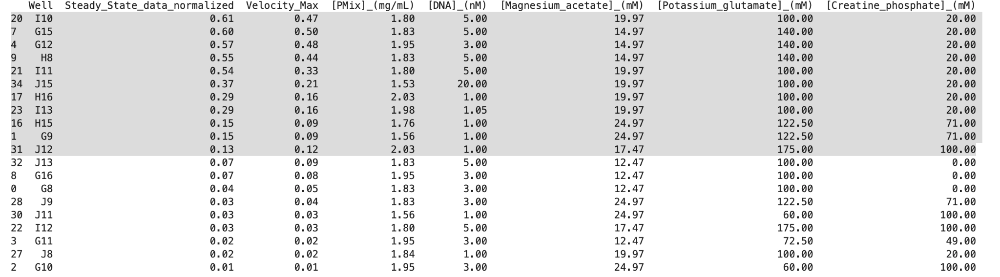 Well Steady_State_data_normalized Velocity_Max [PMix]_(mg/mL) [DNA]_(nM) [Magnesium_acetate]_(mM) [Potassium_glutamate]_(mM) [Creatine_phosphate]_(mM)
20 I10 0.61 0.47 1.80 5.00 19.97 100.00 20.00
7 G15 0.60 0.50 1.83 5.00 14.97 140.00 20.00
4 G12 0.57 0.48 1.95 3.00 14.97 140.00 20.00
9 H8 0.55 0.44 1.83 5.00 14.97 140.00 20.00
21 I11 0.54 0.33 1.80 5.00 19.97 100.00 20.00
34 J15 0.37 0.21 1.53 20.00 19.97 100.00 20.00
17 H16 0.29 0.16 2.03 1.00 19.97 100.00 20.00
23 I13 0.29 0.16 1.98 1.05 19.97 100.00 20.00
16 H15 0.15 0.09 1.76 1.00 24.97 122.50 71.00
1 G9 0.15 0.09 1.56 1.00 24.97 122.50 71.00
31 J12 0.13 0.12 2.03 1.00 17.47 175.00 100.00
32 J13 0.07 0.09 1.83 5.00 12.47 100.00 0.00
8 G16 0.07 0.08 1.95 3.00 12.47 100.00 0.00
0 G8 0.04 0.05 1.83 3.00 12.47 100.00 0.00
28 J9 0.03 0.04 1.83 3.00 24.97 122.50 71.00
30 J11 0.03 0.03 1.56 1.00 24.97 60.00 100.00
22 I12 0.03 0.03 1.80 5.00 17.47 175.00 100.00
3 G11 0.02 0.02 1.95 3.00 12.47 72.50 49.00
27 J8 0.02 0.02 1.84 1.00 19.97 100.00 20.00
2 G10 0.01 0.01 1.95 3.00 24.97 60.00 100.00